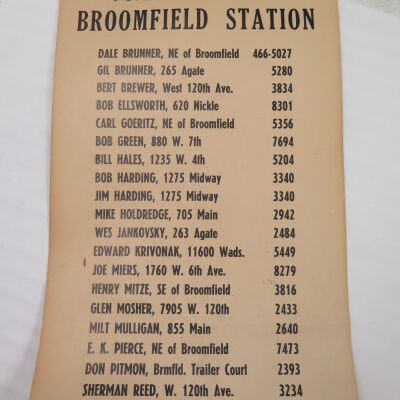 BROOMFIELD STATION
DALE BRUNNER, NE of Broomfield 466-5027
GIL BRUNNER, 265 Agate 5280
BERT BREWER, West 120th Ave. 3834
BOB ELLSWORTH, 620 Nickle 8301
CARL GOERITZ, NE of Broomfield 5356
BOB GREEN, 880 W. 7th 7694
BILL HALES, 1235 W. 4th 5204
BOB HARDING, 1275 Midway 3340
JIM HARDING, 1275 Midway 3340
MIKE HOLDREDGE, 705 Main 2942
WES JANKOVSKY, 263 Agate 2484
EDWARD KRIVONAK, 11600 Wads. 5449
JOE MIERS, 1760 W. 6th Ave. 8279
HENRY MITZE, SE of Broomfield 3816
GLEN MOSHER, 7905 W. 120th 2433
MILT MULLIGAN, 855 Main 2640
E. K. PIERCE, NE of Broomfield 7473
DON PITMON, Brmfld. Trailer Court 2393
SHERMAN REED, W. 120th Ave. 3234